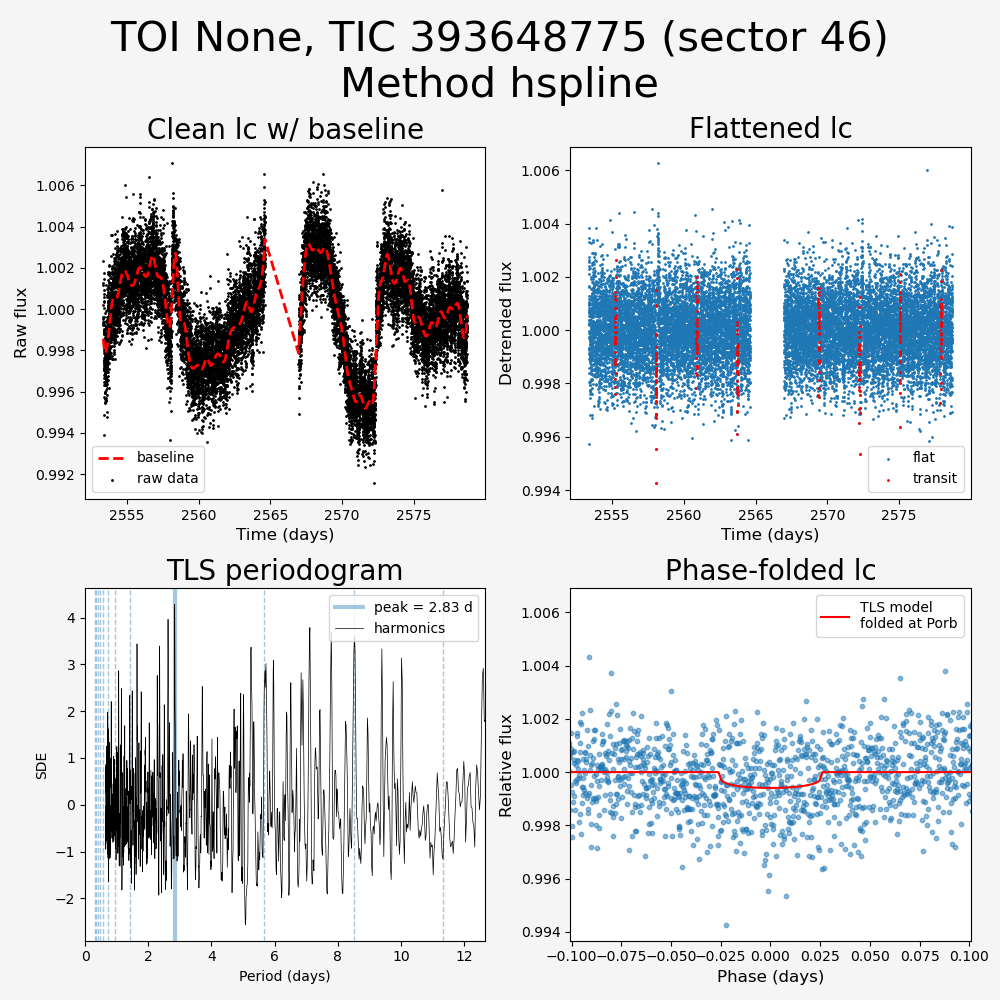 TOI None, TIC 393648775 (sector 46)
Method hspline
Clean lc w/ baseline
Raw flux
1.006
1.004
1.002
1.000
0.998
0.996
0.994
0.992
baseline
raw data
2555
2560
2565
2570
2575
Time (days)
Flattened lc
Detrended flux
1.006
1.004
1.002
1.000
0.998
0.996
0.994
flat
transit
2555
2560
2565
2570
2575
Time (days)
TLS periodogram
SDE
4
3
2
1
0
−1
−2
peak = 2.83 d
harmonics
0
2
4
6
8
10
12
Period (days)
Phase-folded lc
Relative flux
1.006
1.004
1.002
1.000
0.998
0.996
0.994
TLS model
folded at Porb
−0.100
−0.075
−0.050
−0.025
0.000
0.025
0.050
0.075
0.100
Phase (days)